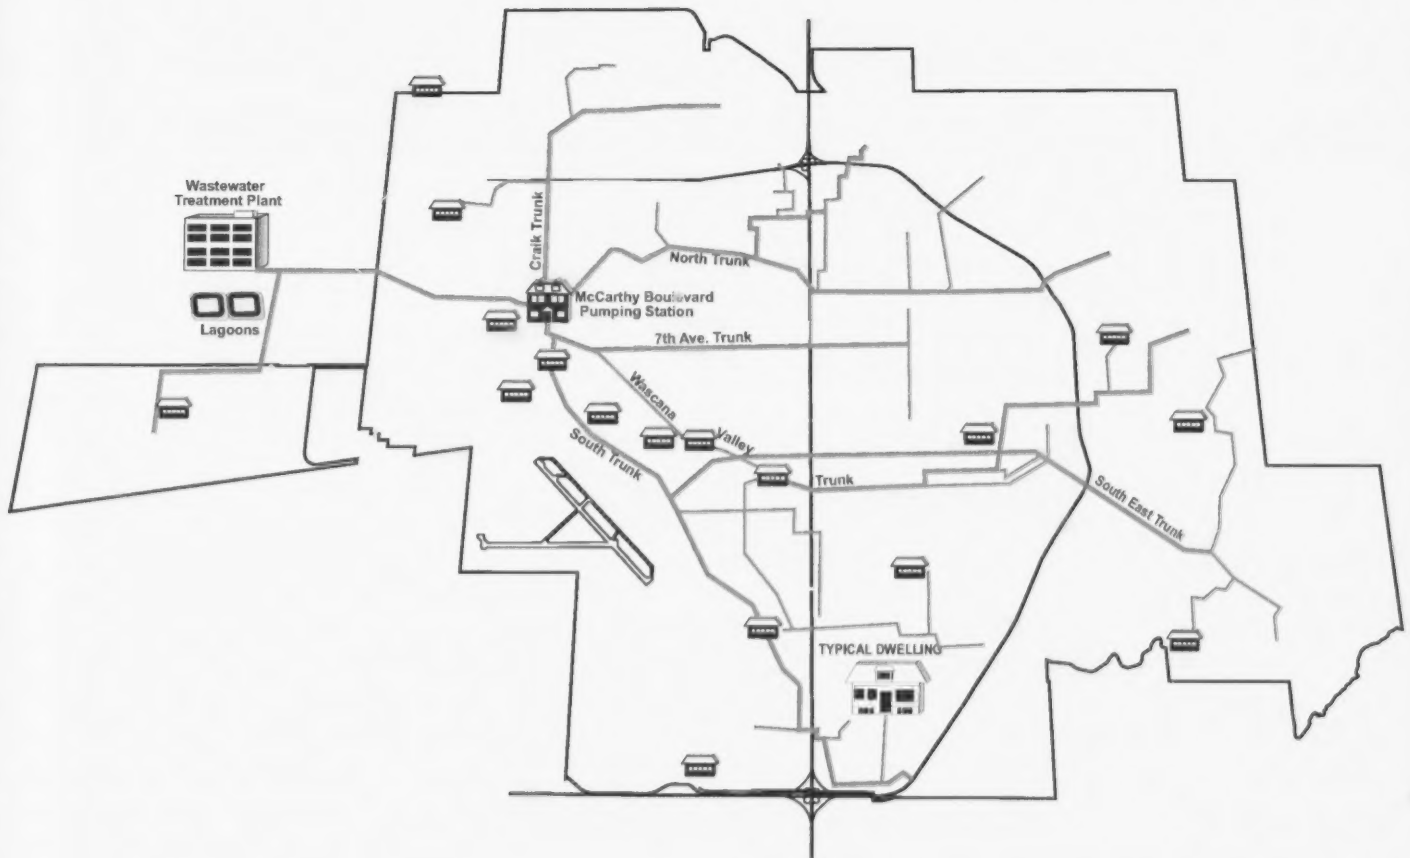 Wastewater
Treatment Plant
Lagoons
Craik Trunk
North Trunk
McCarthy Boulevard
Pumping Station
7th Ave. Trunk
Wascana
Valley
Trunk
South Trunk
South East Trunk
TYPICAL DWELLING